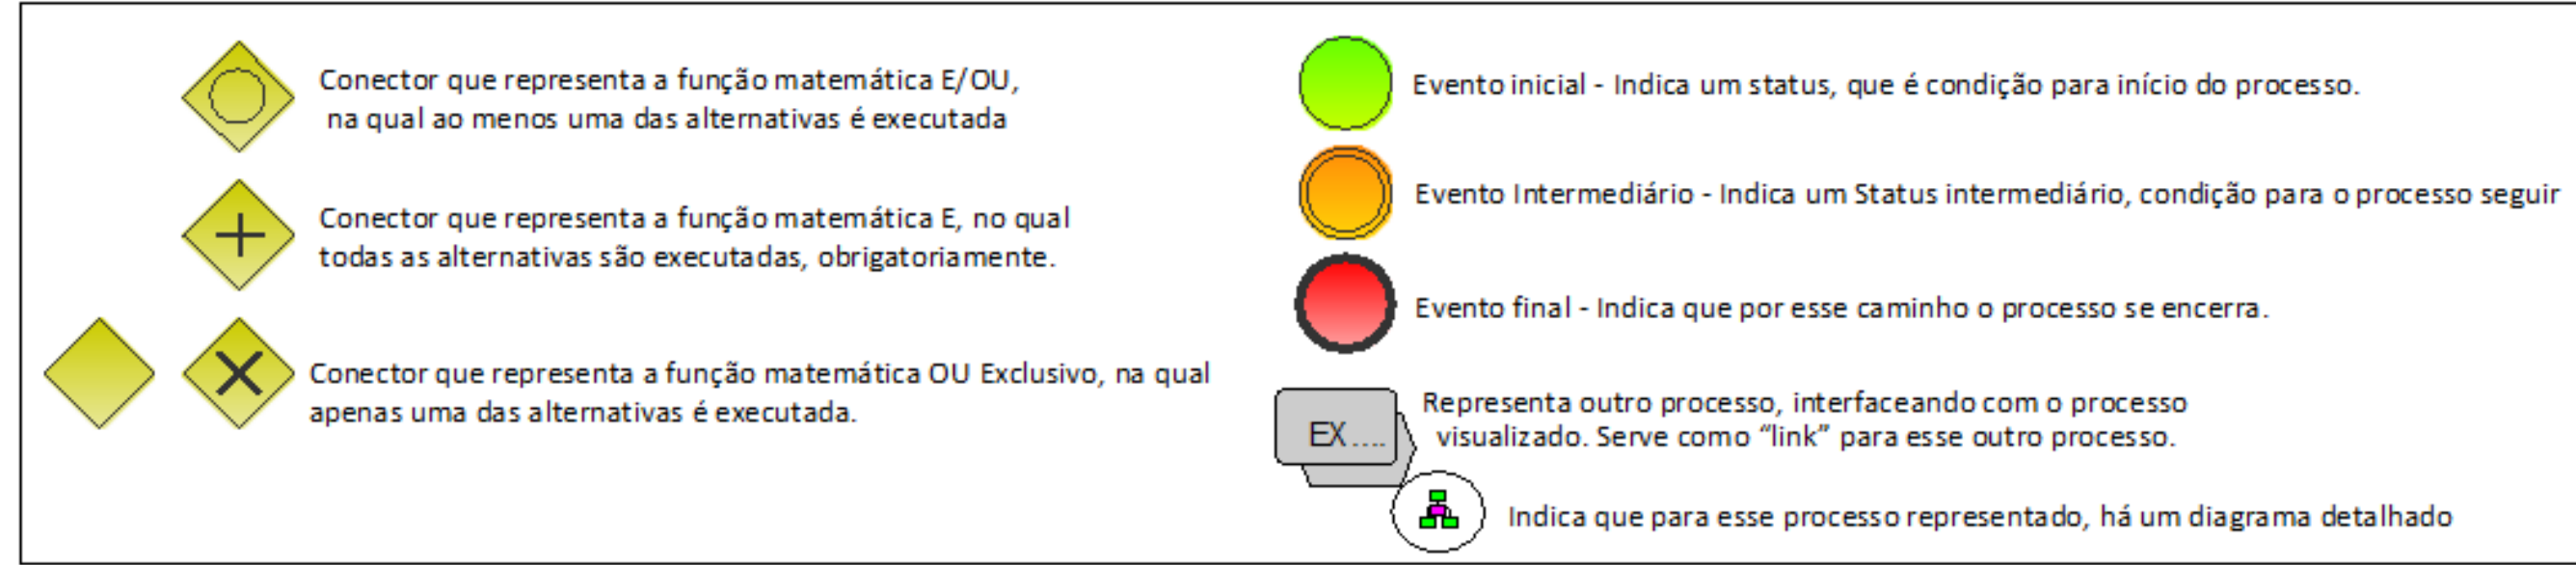 Conector que representa a função matemática E/OU,
na qual ao menos uma das alternativas é executada
Conector que representa a função matemática E, no qual
todas as alternativas são executadas, obrigatoriamente.
Conector que representa a função matemática OU Exclusivo, na qual
apenas uma das alternativas é executada.
Evento inicial - Indica um status, que é condição para início do processo.
Evento Intermediário - Indica um Status intermediário, condição para o processo seguir
Evento final - Indica que por esse caminho o processo se encerra.
EX....
Representa outro processo, interfaceando com o processo
visualizado. Serve como “link” para esse outro processo.
Indica que para esse processo representado, há um diagrama detalhado